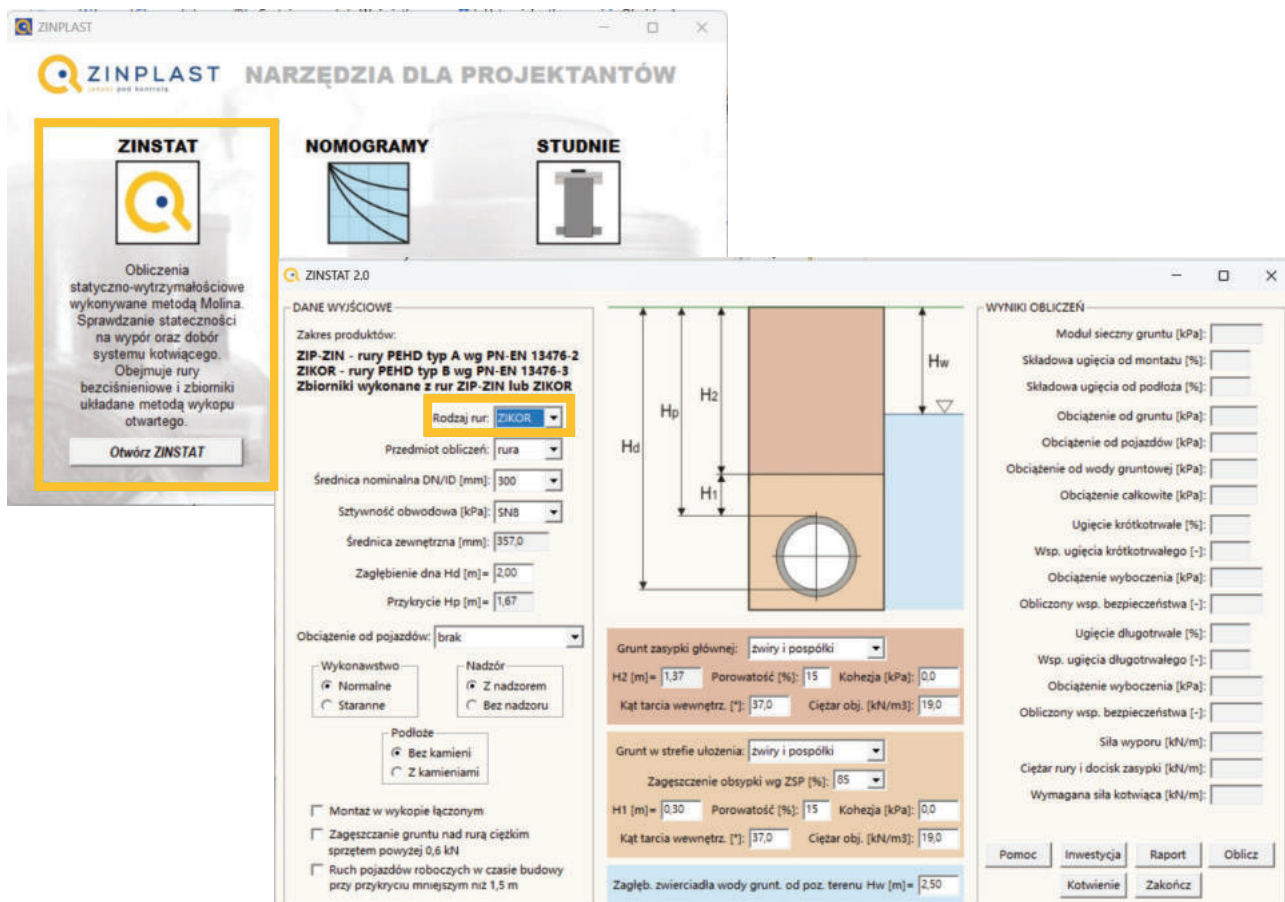 ZINPLAST
ZINPLAST
jakość pod kontrolą
NARZĘDZIA DLA PROJEKTANTÓW
ZINSTAT
NOMOGRAMY
STUDNIE
Obliczenia
statyczno-wytrzymałościowe
wykonywane metodą Molina.
Sprawdzanie stateczności
na wypór oraz dobór
systemu kotwiącego.
Obejmuje rury
bezciśnieniowe i zbiorniki
układane metodą wykopu
otwartego.
Otwórz ZINSTAT
ZINSTAT 2.0
DANE WYJŚCIOWE
Zakres produktów:
ZIP-ZIN - rury PEHD typ A wg PN-EN 13476-2
ZIKOR - rury PEHD typ B wg PN-EN 13476-3
Zbiorniki wykonane z rur ZIP-ZIN lub ZIKOR
Rodzaj rur: ZIKOR
Przedmiot obliczeń: rura
Średnica nominalna DN/ID [mm]: 300
Sztywność obwodowa [kPa]: SN8
Średnica zewnętrzna [mm]: 357,0
Zagłębienie dna Hd [m]= 2,00
Przykrycie Hp [m]= 1,67
Obciążenie od pojazdów: brak
Wykonawstwo
Normalne
Staranne
Nadzór
Z nadzorem
Bez nadzoru
Podłoże
Bez kamieni
Z kamieniami
Montaż w wykopie łączonym
Zagęszczanie gruntu nad rurą ciężkim
sprzętem powyżej 0,6 kN
Ruch pojazdów roboczych w czasie budowy
przy przykryciu mniejszym niż 1,5 m
Hd
Hp
H2
H1
Hw
Grunt zasypki głównej: żwiry i pospółki
H2 [m]= 1,37 Porowatość [%]: 15 Kohezja [kPa]: 0,0
Kąt tarcia wewnętrz. [°]: 37,0 Ciężar obj. [kN/m3]: 19,0
Grunt w strefie ułożenia: żwiry i pospółki
Zagęszczenie obsypki wg ZSP [%]: 85
H1 [m]= 0,30 Porowatość [%]: 15 Kohezja [kPa]: 0,0
Kąt tarcia wewnętrz. [°]: 37,0 Ciężar obj. [kN/m3]: 19,0
Zagłęb. zwierciadła wody grunt. od poz. terenu Hw [m]= 2,50
WYNIKI OBLICZEŃ
Moduł sieczny gruntu [kPa]:
Składowa ugięcia od montażu [%]:
Składowa ugięcia od podłoża [%]:
Obciążenie od gruntu [kPa]:
Obciążenie od pojazdów [kPa]:
Obciążenie od wody gruntowej [kPa]:
Obciążenie całkowite [kPa]:
Ugięcie krótkotrwałe [%]:
Wsp. ugięcia krótkotrwałego [-]:
Obciążenie wyboczenia [kPa]:
Obliczony wsp. bezpieczeństwa [-]:
Ugięcie długotrwałe [%]:
Wsp. ugięcia długotrwałego [-]:
Obciążenie wyboczenia [kPa]:
Obliczony wsp. bezpieczeństwa [-]:
Siła wyporu [kN/m]:
Ciężar rury i docisk zasypki [kN/m]:
Wymagana siła kotwiąca [kN/m]:
Pomoc
Inwestycja
Raport
Oblicz
Kotwienie
Zakończ